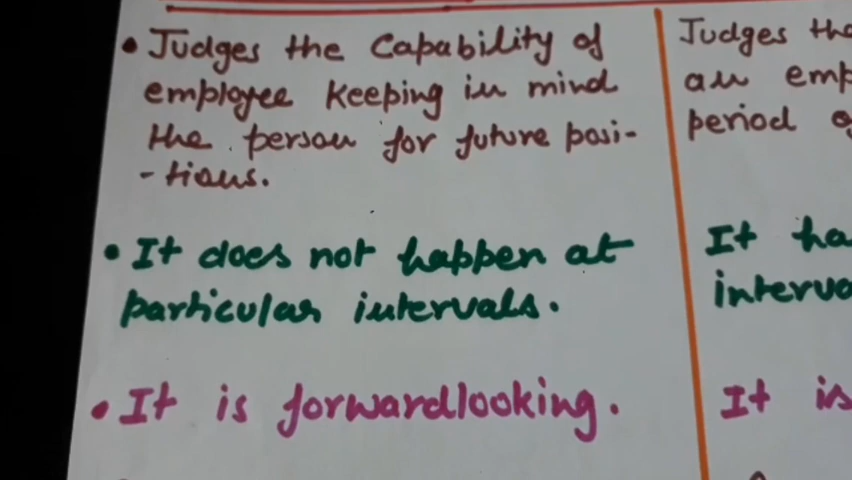 • Judges the Capability of
employee Keeping in mind
the person for future posi-
-tions.
• It does not happen at
particular intervals.
• It is forwardlooking.
Judges the
an emp
period o
It ha
interva
It is